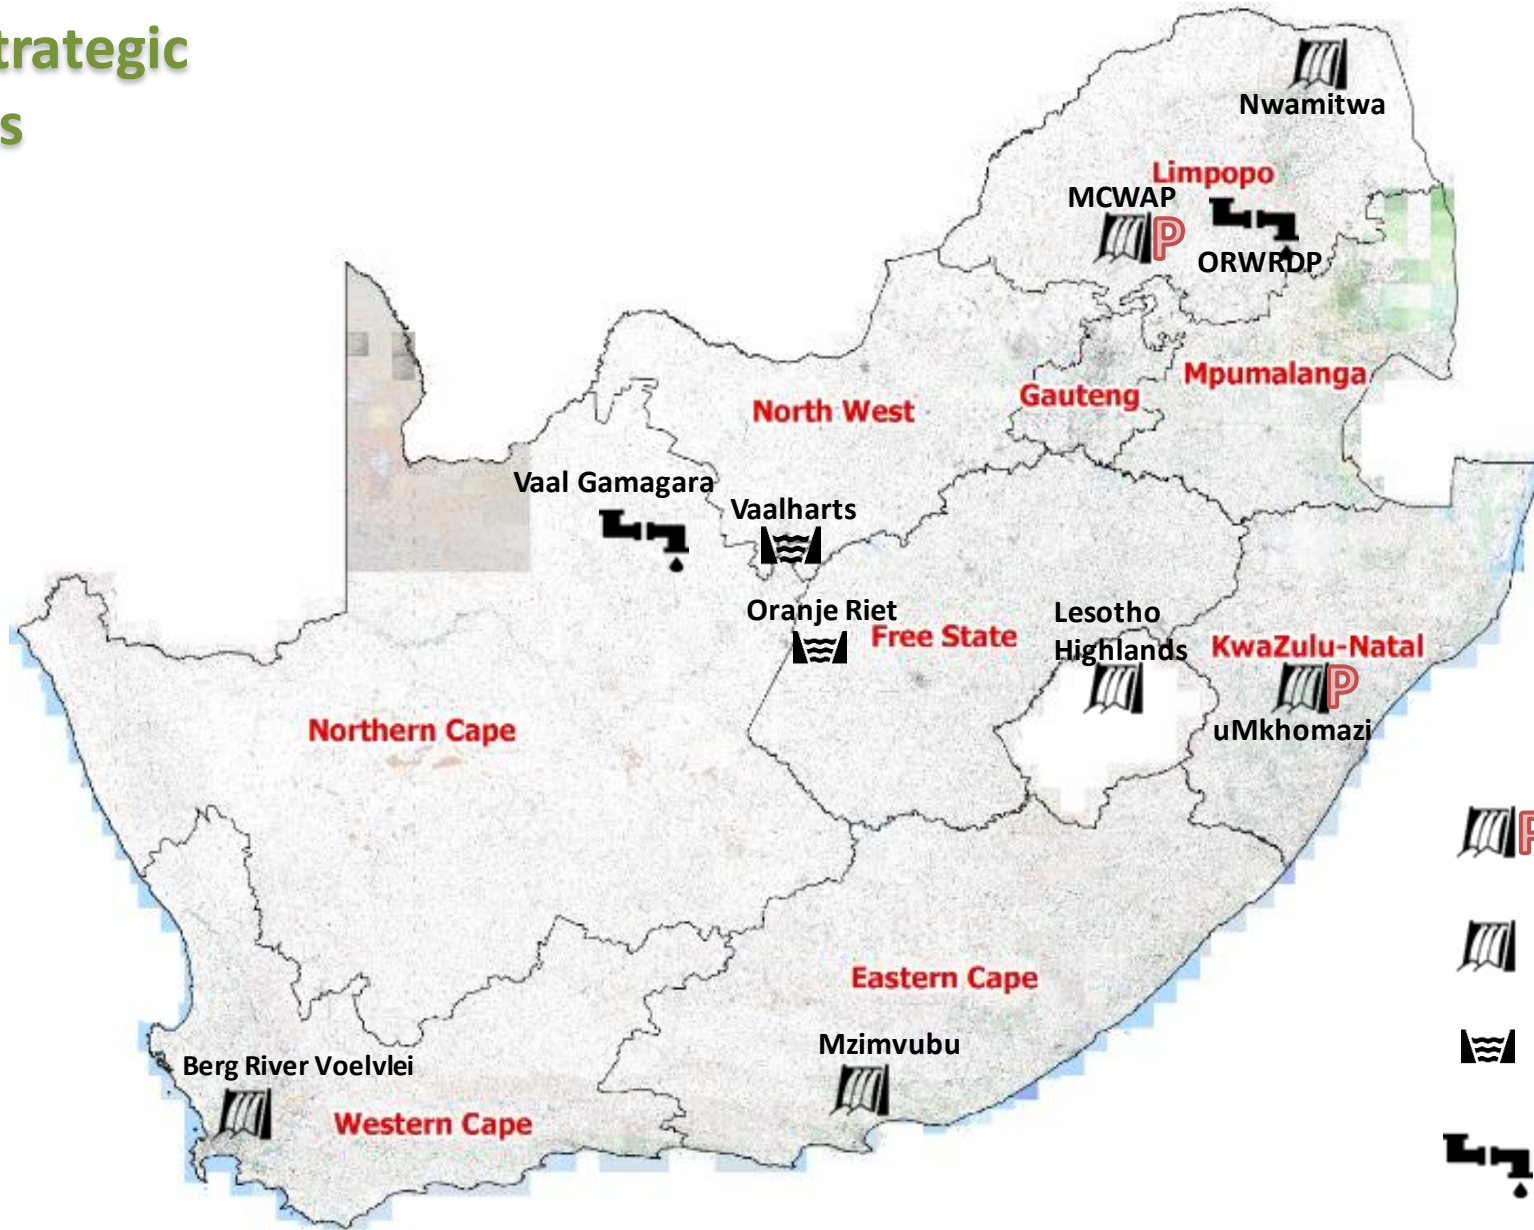 trategic
s
Nwamitwa
Limpopo
MCWAP
P
ORWRDP
Mpumalanga
Gauteng
North West
Vaal Gamagara
Vaalharts
Oranje Riet
Free State
Lesotho
Highlands
KwaZulu-Natal
P
uMkhomazi
Northern Cape
P
Eastern Cape
Mzimvubu
Berg River Voelvlei
Western Cape